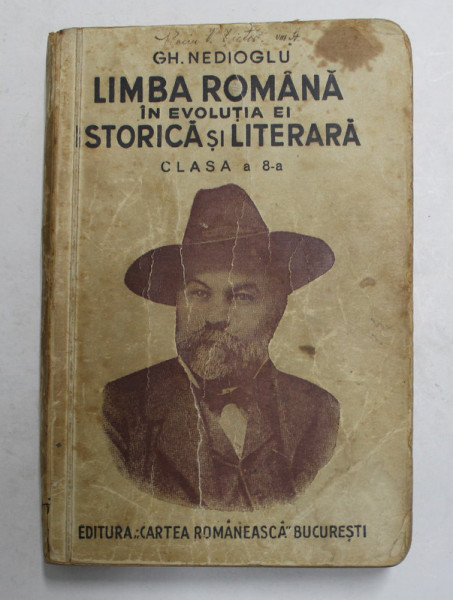 GH. NEDIOGLU
LIMBA ROMÂNĂ
ÎN EVOLUȚIA EI
ISTORICĂ ȘI LITERARĂ
CLASA a 8-a
EDITURA „CARTEA ROMÂNEASCĂ" BUCUREȘTI